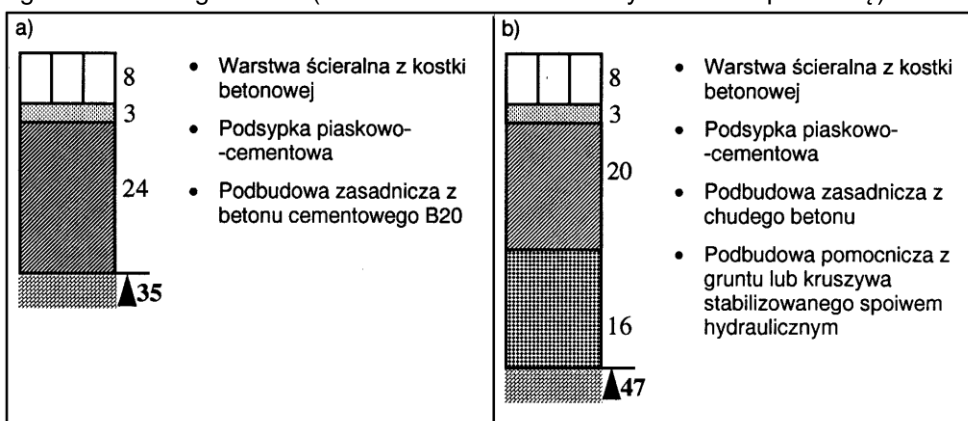 a)
8
3
24
35
• Warstwa ścieralna z kostki
betonowej
• Podsypka piaskowo-
-cementowa
• Podbudowa zasadnicza z
betonu cementowego B20
b)
8
3
20
16
47
• Warstwa ścieralna z kostki
betonowej
• Podsypka piaskowo-
-cementowa
• Podbudowa zasadnicza z
chudego betonu
• Podbudowa pomocnicza z
gruntu lub kruszywa
stabilizowanego spoiwem
hydraulicznym